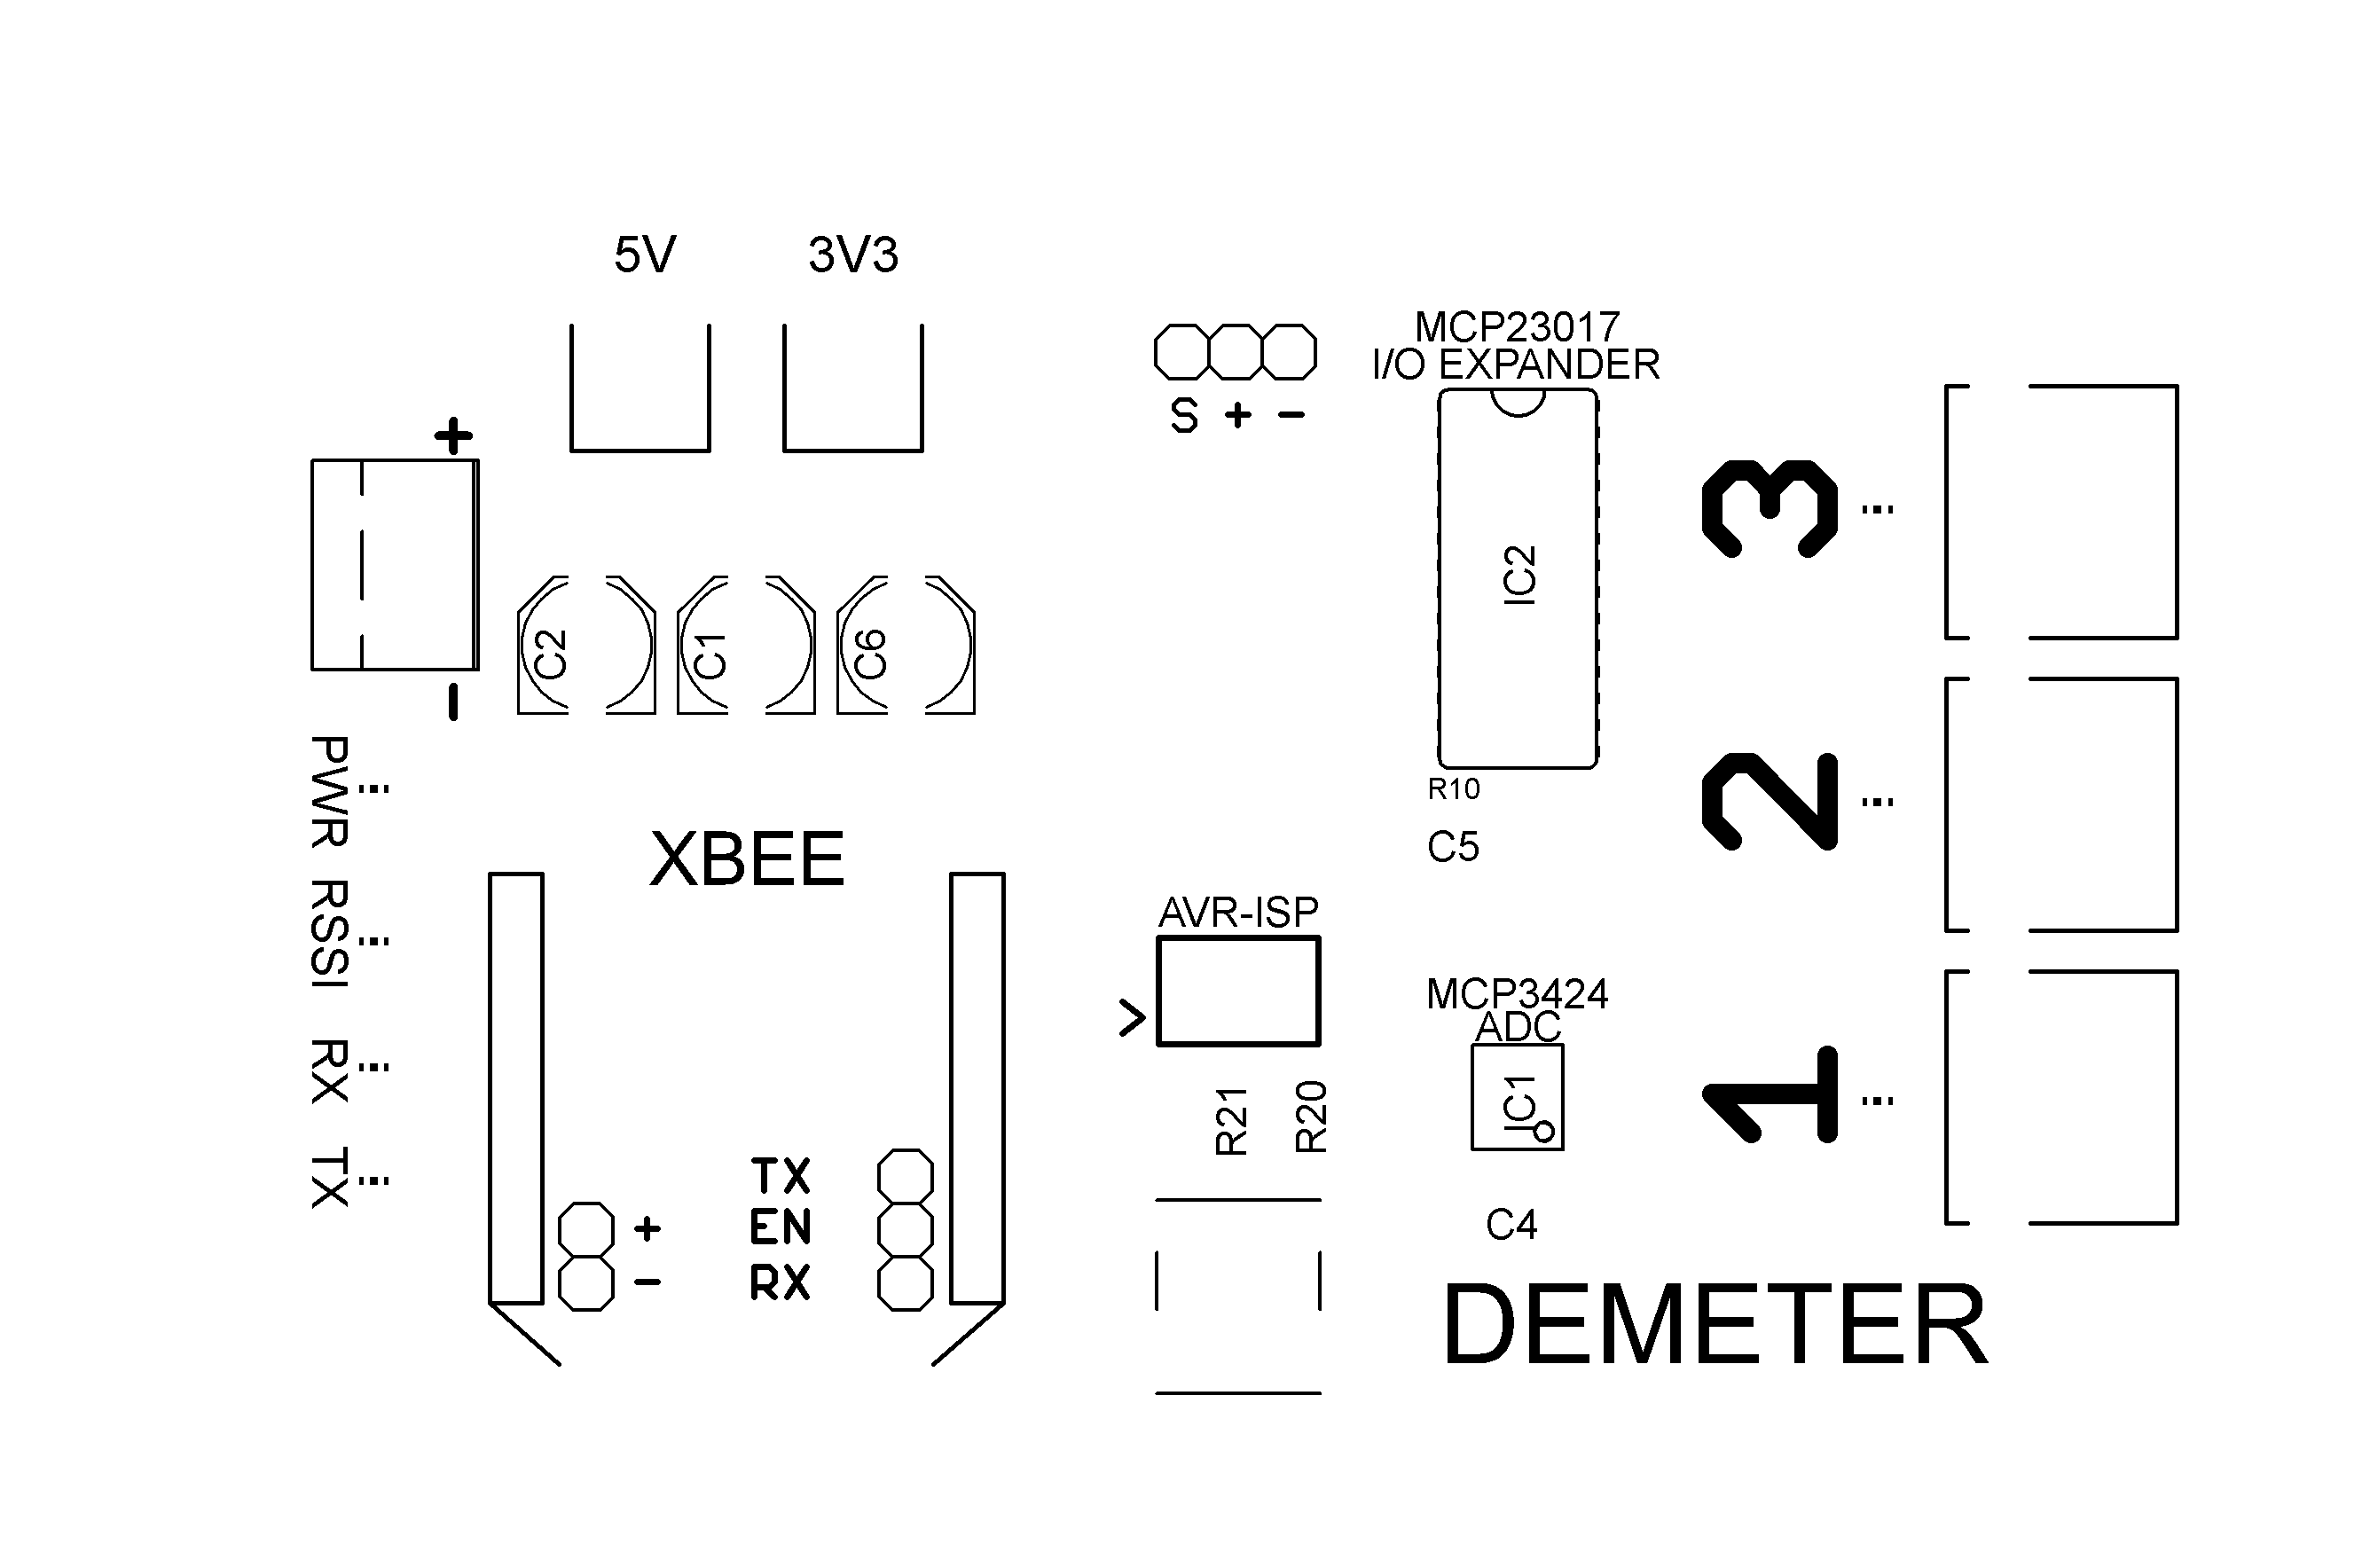 5V
3V3
+
-
S + -
MCP23017
I/O EXPANDER
IC2
R10
C5
C2
C1
C6
PWR
RSSI
RX
TX
XBEE
+
-
TX
EN
RX
AVR-ISP
>
R21
R20
MCP3424
ADC
IC1
C4
3
2
1
DEMETER